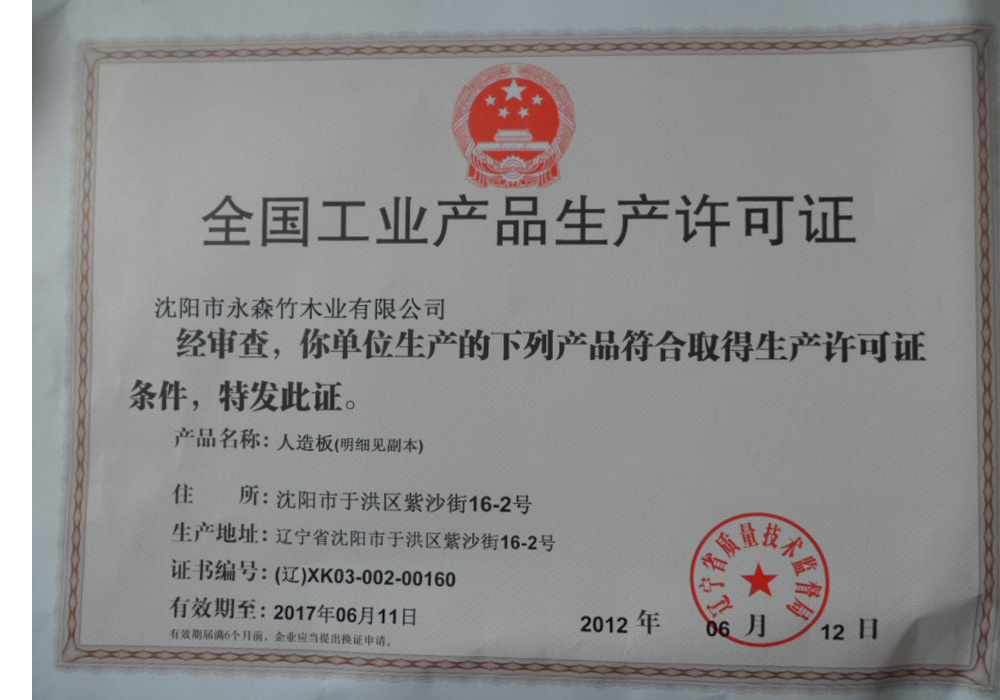 全国工业产品生产许可证
沈阳市永森竹木业有限公司
经审查，你单位生产的下列产品符合取得生产许可证
条件，特发此证。
产品名称：人造板(明细见副本)
住 所：沈阳市于洪区紫沙街16-2号
生产地址：辽宁省沈阳市于洪区紫沙街16-2号
证书编号：(辽)XK03-002-00160
有效期至：2017年06月11日
有效期届满6个月前，企业应当提出换证申请。
辽宁省质量技术监督局
2012 年 06 月 12 日